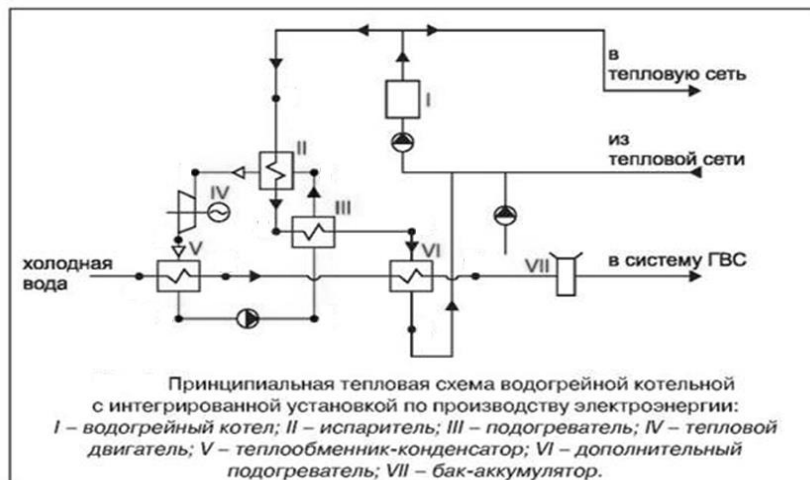 в
тепловую сеть
I
из
тепловой сети
II
IV
III
V
VI
VII
холодная
вода
в систему ГВС
Принципиальная тепловая схема водогрейной котельной
с интегрированной установкой по производству электроэнергии:
I – водогрейный котел; II – испаритель; III – подогреватель; IV – тепловой
двигатель; V – теплообменник-конденсатор; VI – дополнительный
подогреватель; VII – бак-аккумулятор.